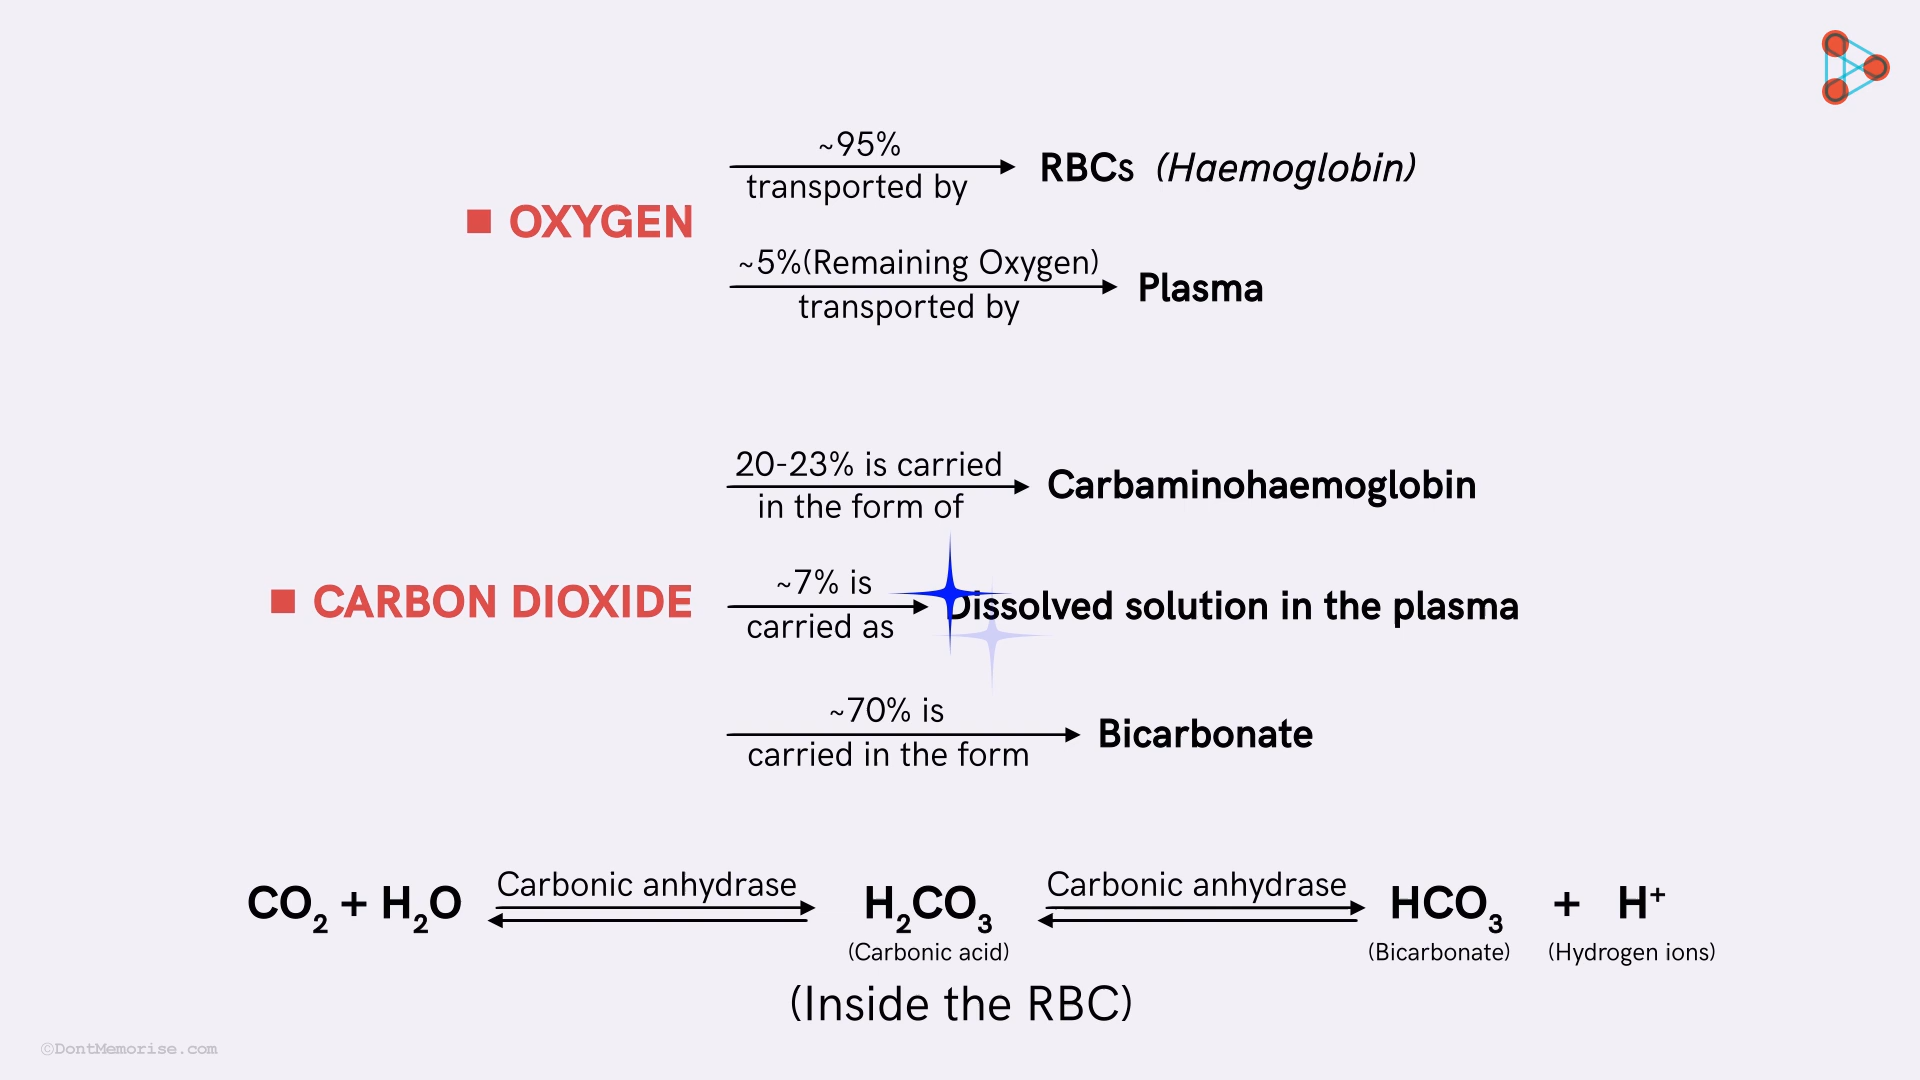 ~95%
transported by
RBCs (Haemoglobin)
■ OXYGEN
~5%(Remaining Oxygen)
transported by
Plasma
20-23% is carried
in the form of
Carbaminohaemoglobin
■ CARBON DIOXIDE
~7% is
carried as
Dissolved solution in the plasma
~70% is
carried in the form
Bicarbonate
CO₂ + H₂O
Carbonic anhydrase
H₂CO₃
(Carbonic acid)
Carbonic anhydrase
HCO₃ + H⁺
(Bicarbonate) (Hydrogen ions)
(Inside the RBC)
©DontMemorise.com